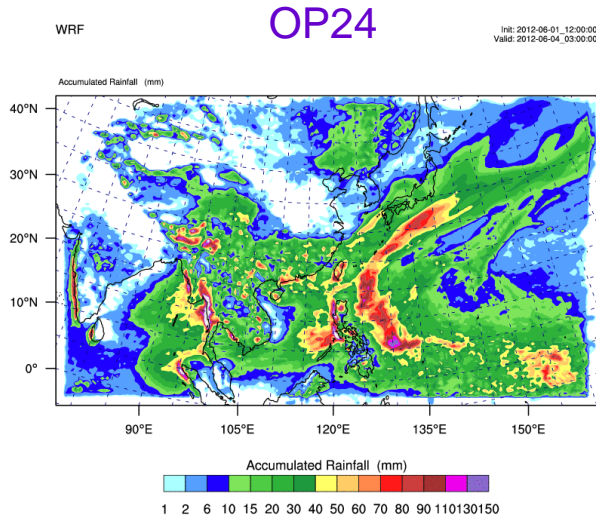 OP24
WRF
Init: 2012-06-01_12:00:00
Valid: 2012-06-04_03:00:00
Accumulated Rainfall (mm)
40°N
30°N
20°N
10°N
0°
90°E 105°E 120°E 135°E 150°E
Accumulated Rainfall (mm)
1 2 6 10 15 20 30 40 50 60 70 80 90 110 130 150